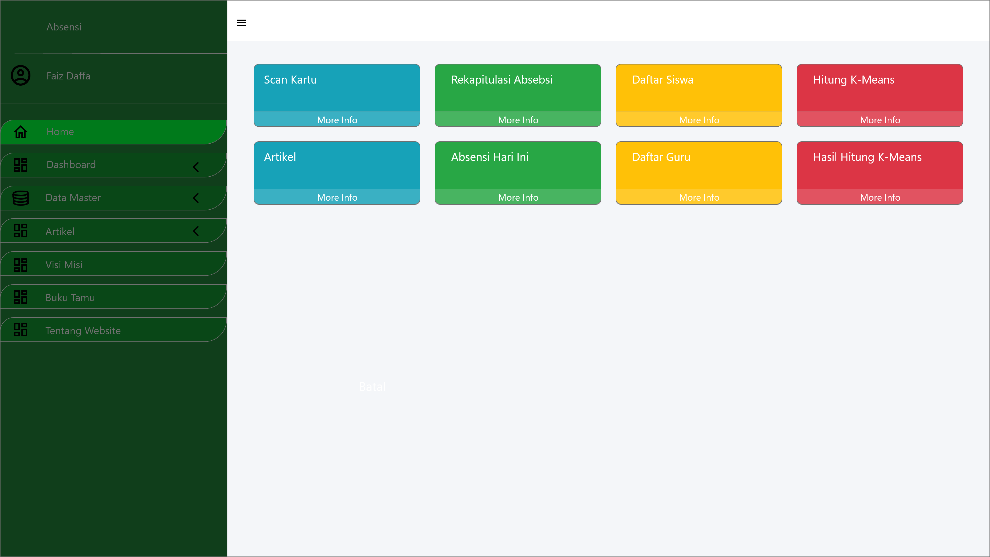 Absensi
Faiz Daffa
Home
Dashboard
Data Master
Artikel
Visi Misi
Buku Tamu
Tentang Website
Scan Kartu
More Info
Rekapitulasi Absebsi
More Info
Daftar Siswa
More Info
Hitung K-Means
More Info
Artikel
More Info
Absensi Hari Ini
More Info
Daftar Guru
More Info
Hasil Hitung K-Means
More Info
Batal